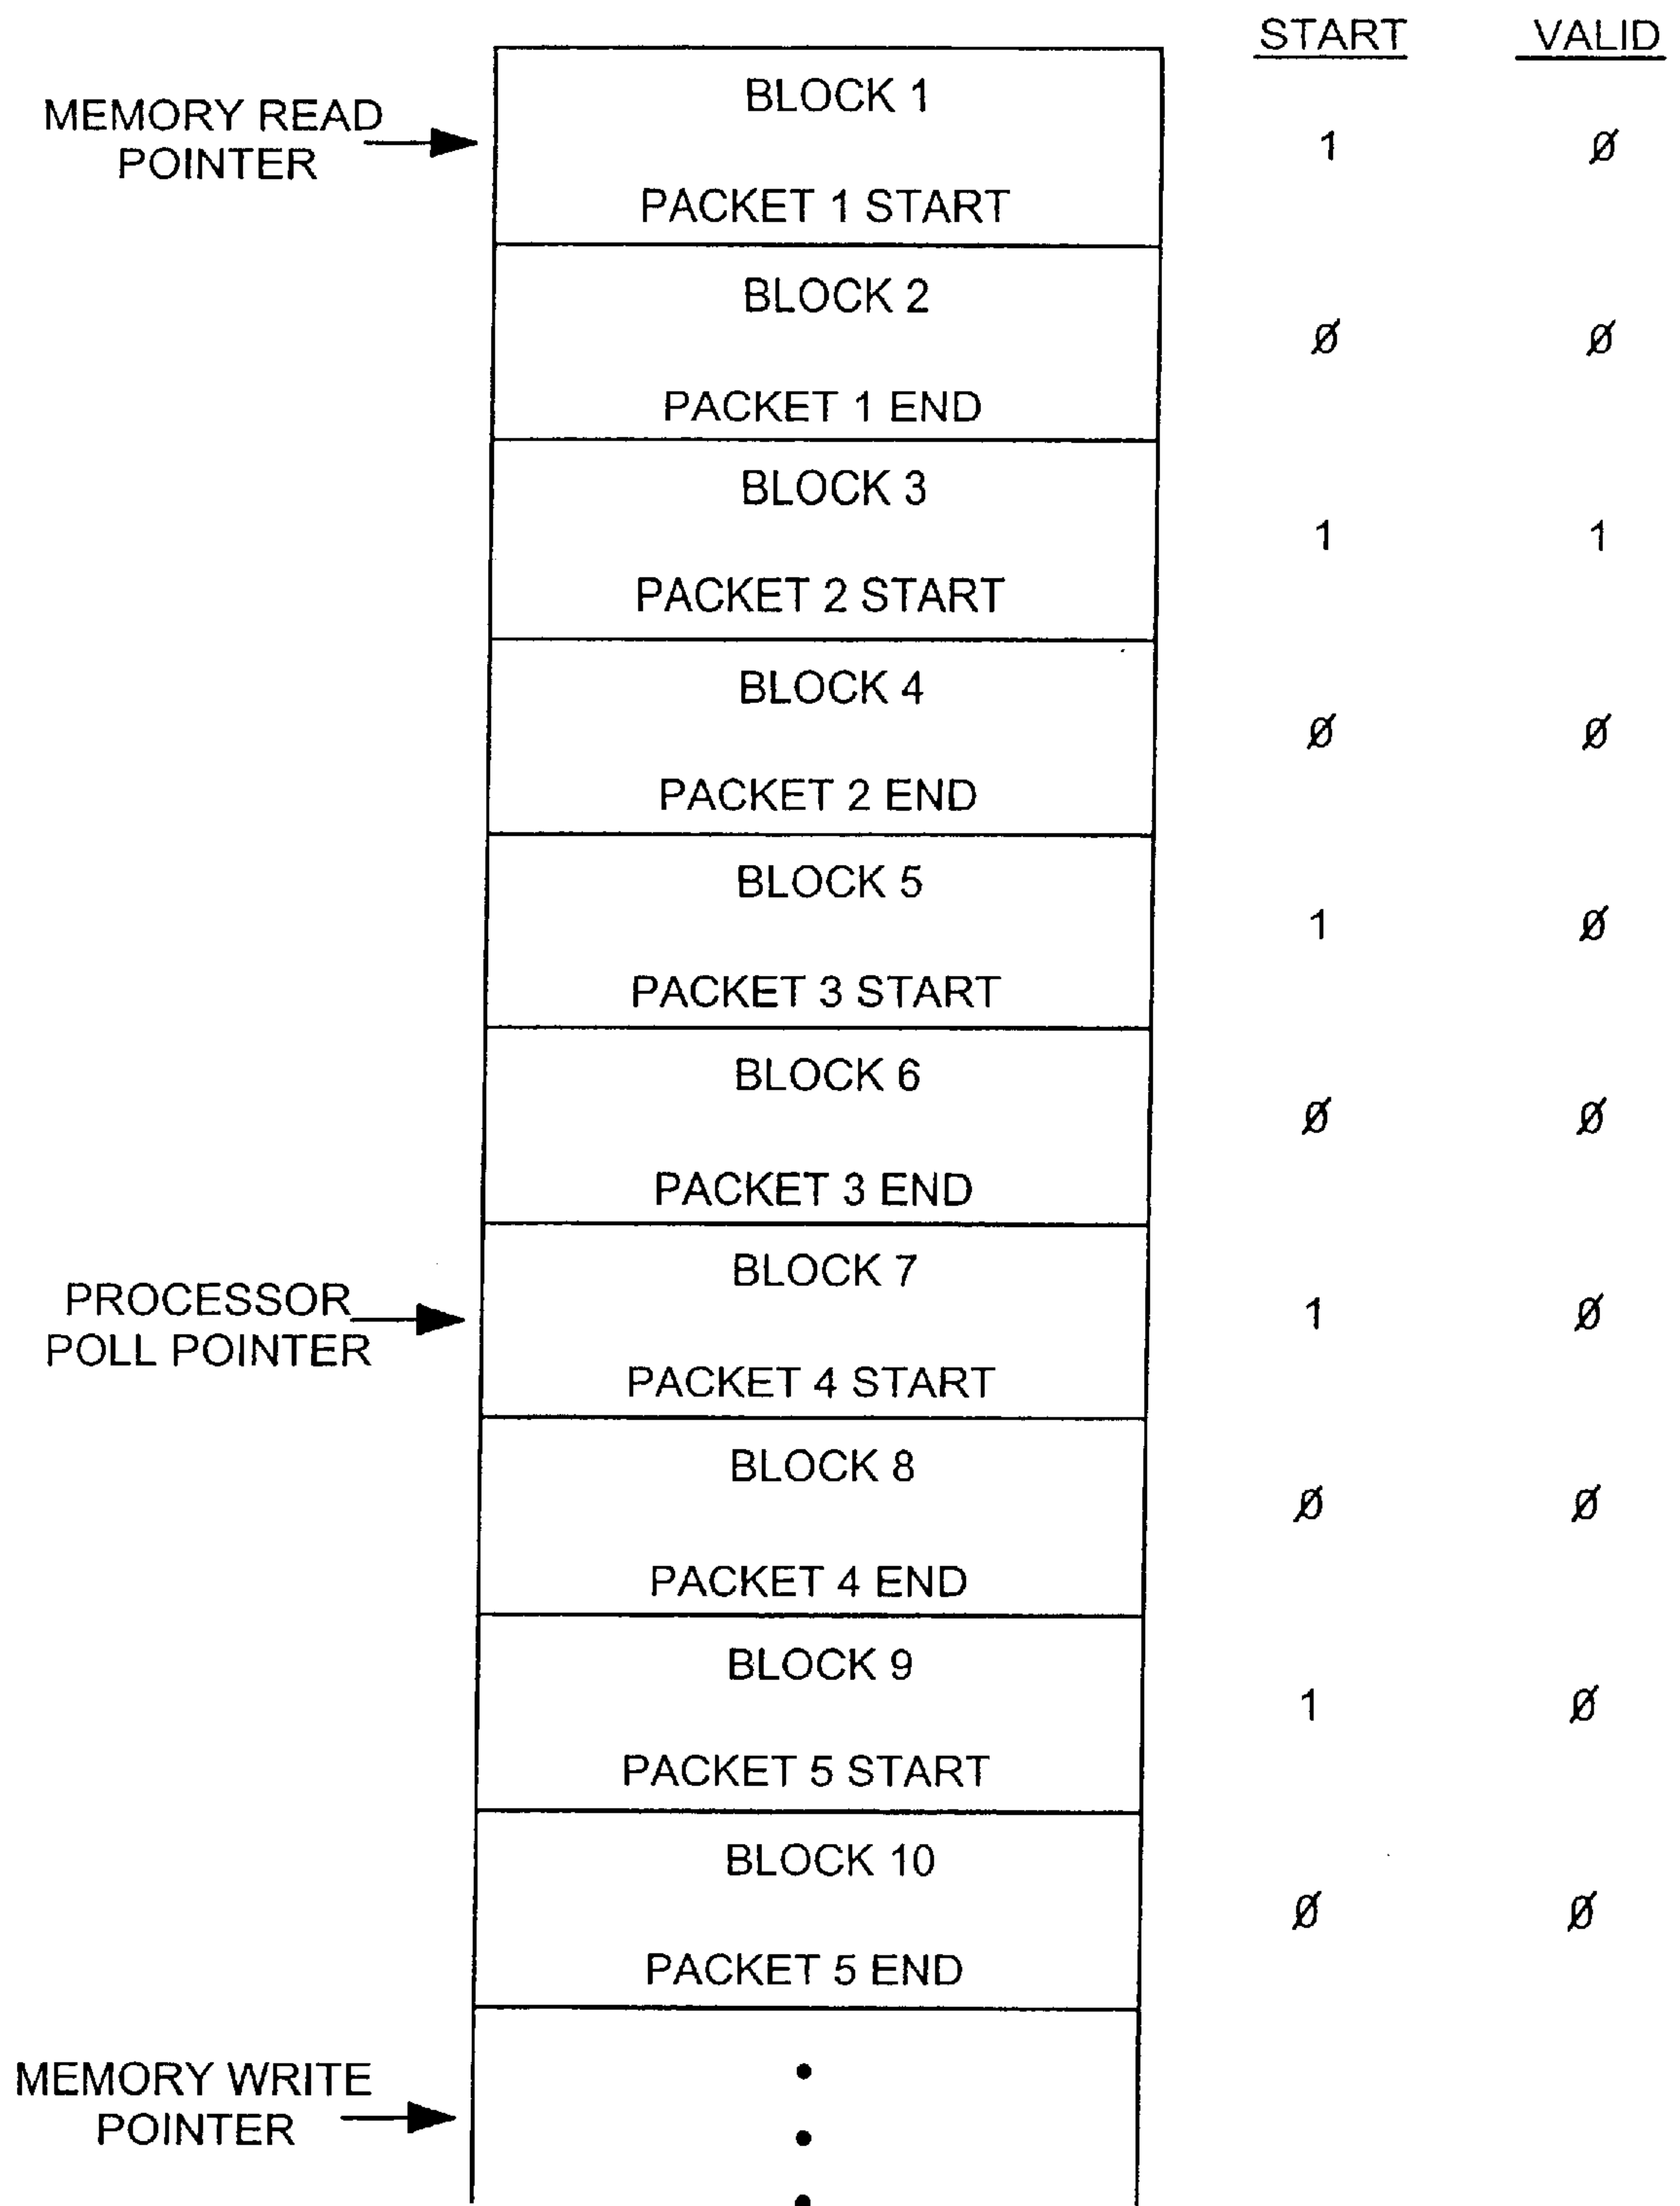 START VALID
BLOCK 1
MEMORY READ
POINTER
1 Ø
PACKET 1 START
BLOCK 2
Ø Ø
PACKET 1 END
BLOCK 3
1 1
PACKET 2 START
BLOCK 4
Ø Ø
PACKET 2 END
BLOCK 5
1 Ø
PACKET 3 START
BLOCK 6
Ø Ø
PACKET 3 END
BLOCK 7
PROCESSOR
POLL POINTER
1 Ø
PACKET 4 START
BLOCK 8
Ø Ø
PACKET 4 END
BLOCK 9
1 Ø
PACKET 5 START
BLOCK 10
Ø Ø
PACKET 5 END
MEMORY WRITE
POINTER